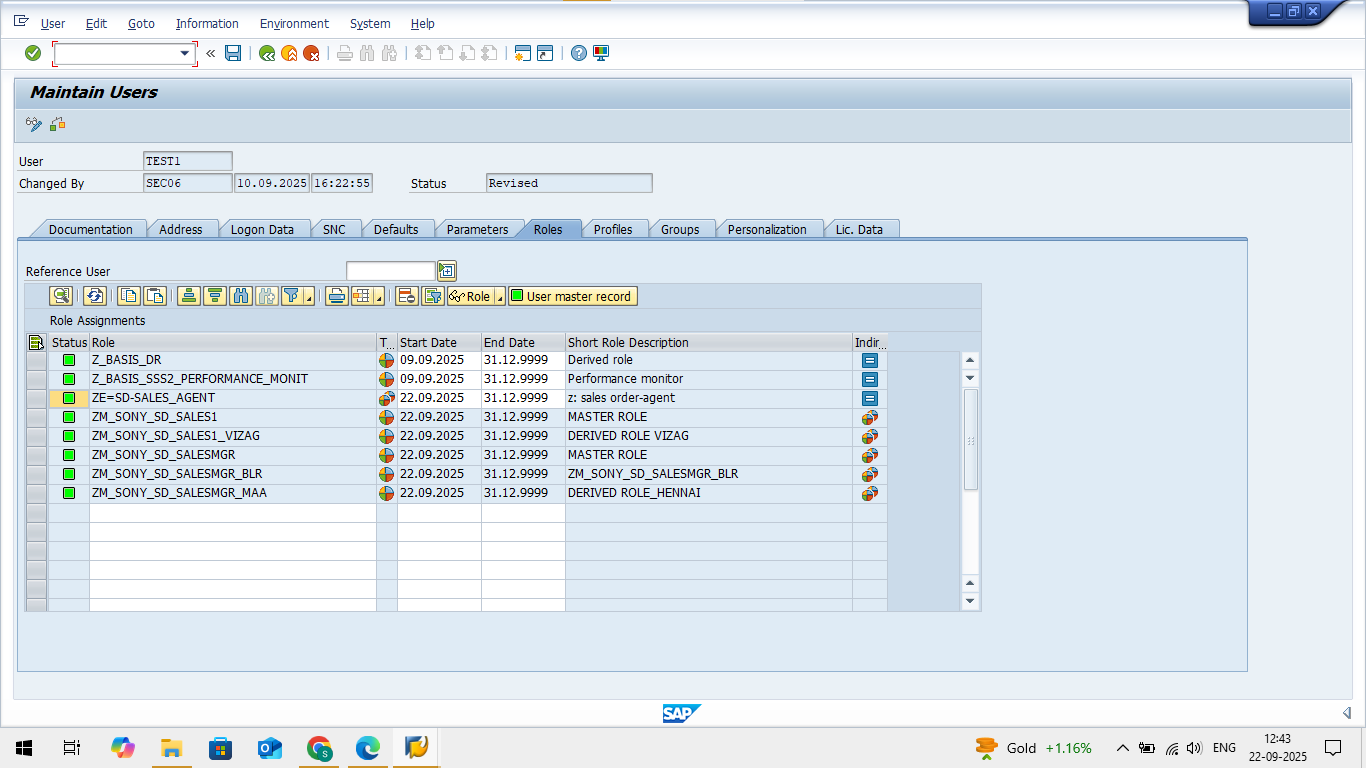 User Edit Goto Information Environment System Help
Maintain Users
User TEST1
Changed By SEC06 10.09.2025 16:22:55 Status Revised
Documentation Address Logon Data SNC Defaults Parameters Roles Profiles Groups Personalization Lic. Data
Reference User
Role User master record
Role Assignments
Status Role T... Start Date End Date Short Role Description Indir...
Z_BASIS_DR 09.09.2025 31.12.9999 Derived role
Z_BASIS_SSS2_PERFORMANCE_MONIT 09.09.2025 31.12.9999 Performance monitor
ZE=SD-SALES_AGENT 22.09.2025 31.12.9999 z: sales order-agent
ZM_SONY_SD_SALES1 22.09.2025 31.12.9999 MASTER ROLE
ZM_SONY_SD_SALES1_VIZAG 22.09.2025 31.12.9999 DERIVED ROLE VIZAG
ZM_SONY_SD_SALESMGR 22.09.2025 31.12.9999 MASTER ROLE
ZM_SONY_SD_SALESMGR_BLR 22.09.2025 31.12.9999 ZM_SONY_SD_SALESMGR_BLR
ZM_SONY_SD_SALESMGR_MAA 22.09.2025 31.12.9999 DERIVED ROLE_HENNAI
SAP
Gold +1.16% ENG 12:43
22-09-2025